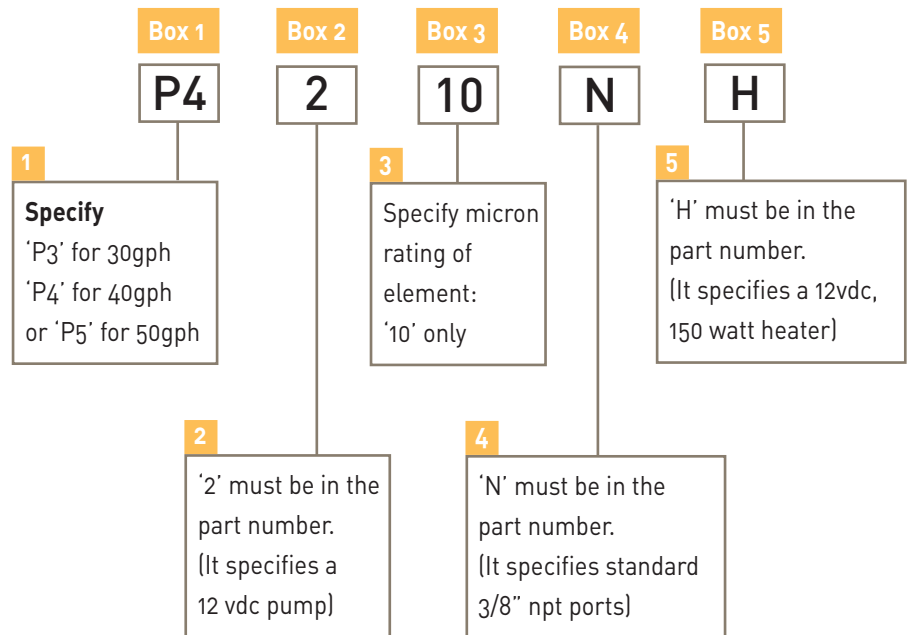 Box 1 Box 2 Box 3 Box 4 Box 5
P4 2 10 N H
1
Specify
‘P3’ for 30gph
‘P4’ for 40gph
or ‘P5’ for 50gph
3
Specify micron
rating of
element:
‘10’ only
5
‘H’ must be in the
part number.
(It specifies a 12vdc,
150 watt heater)
2
‘2’ must be in the
part number.
(It specifies a
12 vdc pump)
4
‘N’ must be in the
part number.
(It specifies standard
3/8” npt ports)